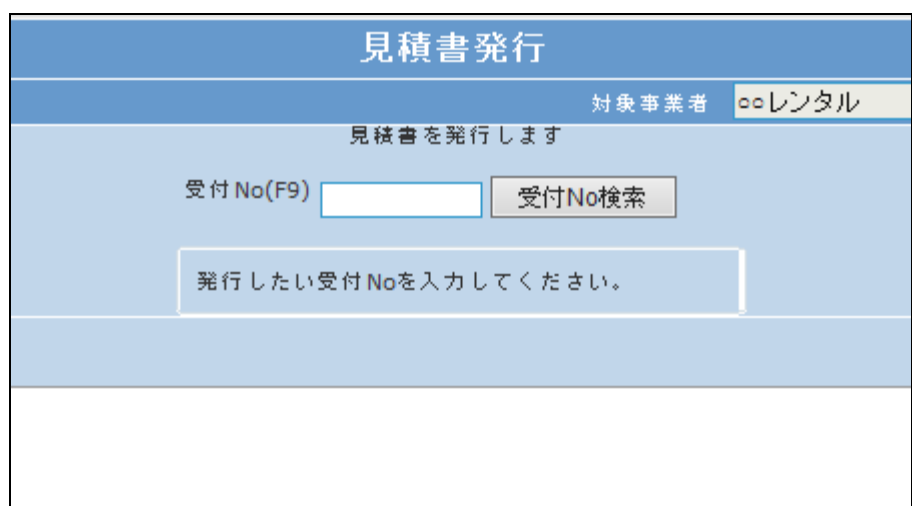 見積書発行
対象事業者 ○○レンタル
見積書を発行します
受付No(F9) 受付No検索
発行したい受付Noを入力してください。